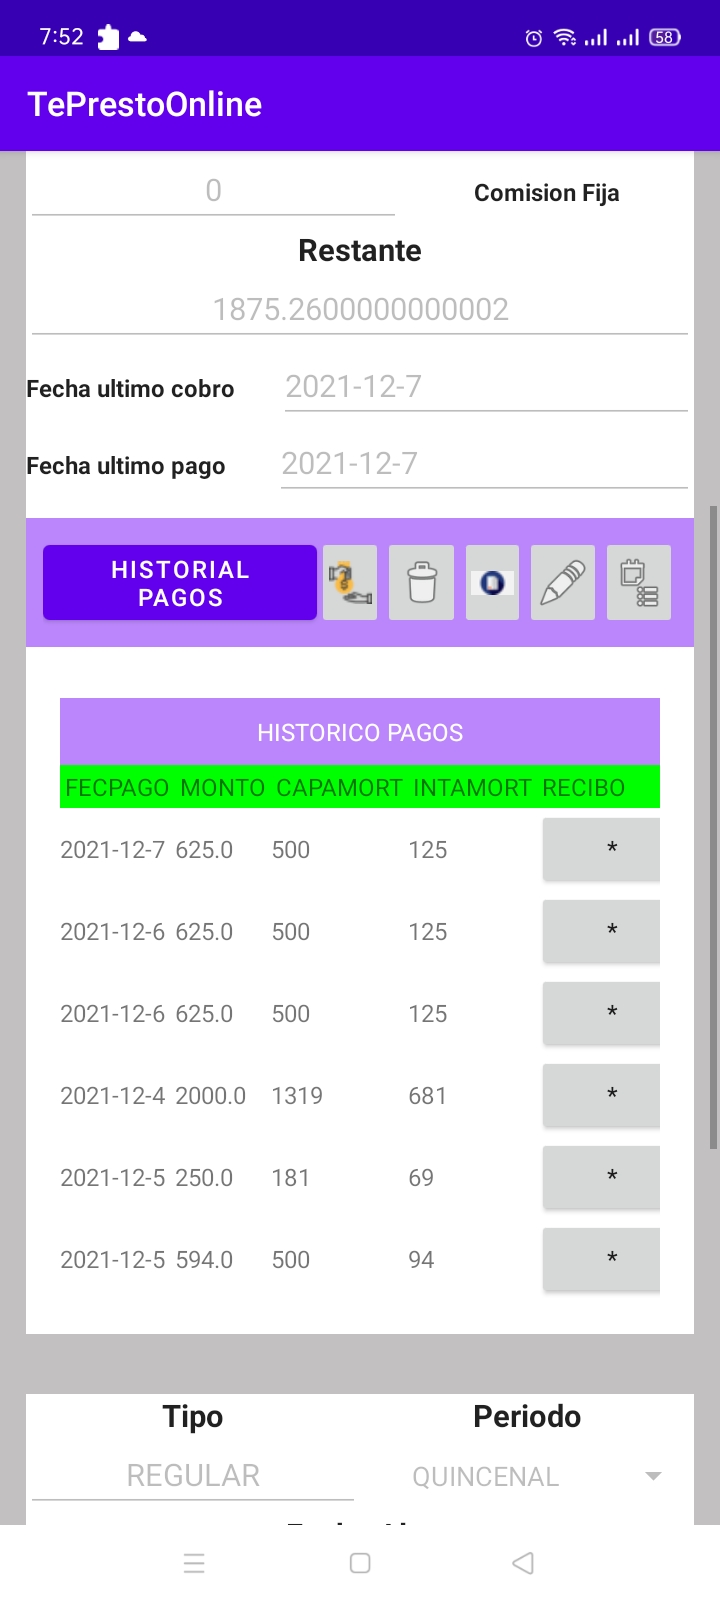 7:52
58
TePrestoOnline
0 Comision Fija
Restante
1875.2600000000002
Fecha ultimo cobro 2021-12-7
Fecha ultimo pago 2021-12-7
HISTORIAL
PAGOS
HISTORICO PAGOS
FECPAGO MONTO CAPAMORT INTAMORT RECIBO
2021-12-7 625.0 500 125 *
2021-12-6 625.0 500 125 *
2021-12-6 625.0 500 125 *
2021-12-4 2000.0 1319 681 *
2021-12-5 250.0 181 69 *
2021-12-5 594.0 500 94 *
Tipo Periodo
REGULAR QUINCENAL